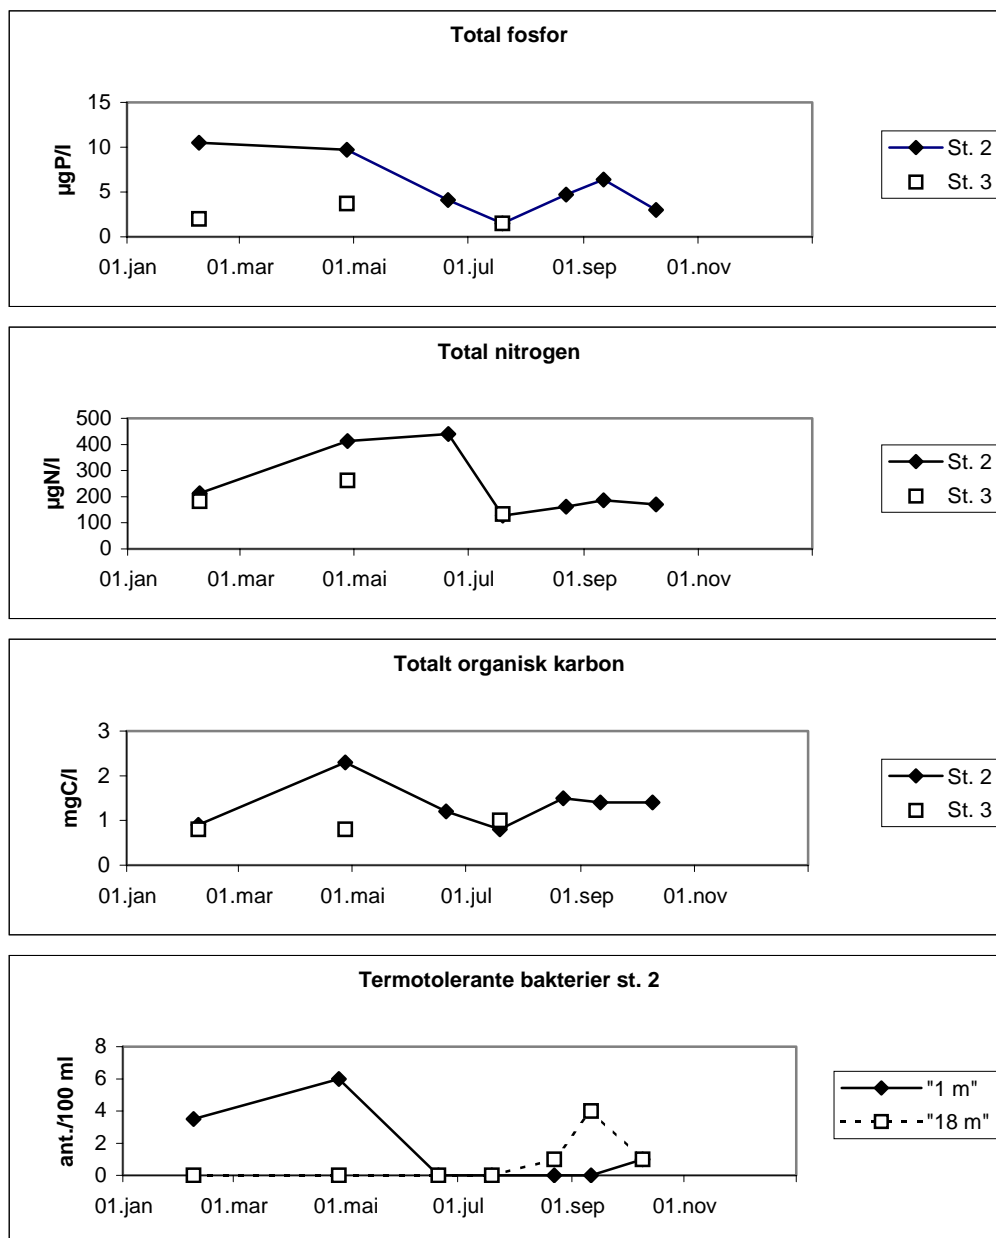 Total fosfor
µgP/l
15
10
5
0
01.jan 01.mar 01.mai 01.jul 01.sep 01.nov
St. 2
St. 3
Total nitrogen
µgN/l
500
400
300
200
100
0
01.jan 01.mar 01.mai 01.jul 01.sep 01.nov
St. 2
St. 3
Totalt organisk karbon
mgC/l
3
2
1
0
01.jan 01.mar 01.mai 01.jul 01.sep 01.nov
St. 2
St. 3
Termotolerante bakterier st. 2
ant./100 ml
8
6
4
2
0
01.jan 01.mar 01.mai 01.jul 01.sep 01.nov
"1 m"
"18 m"